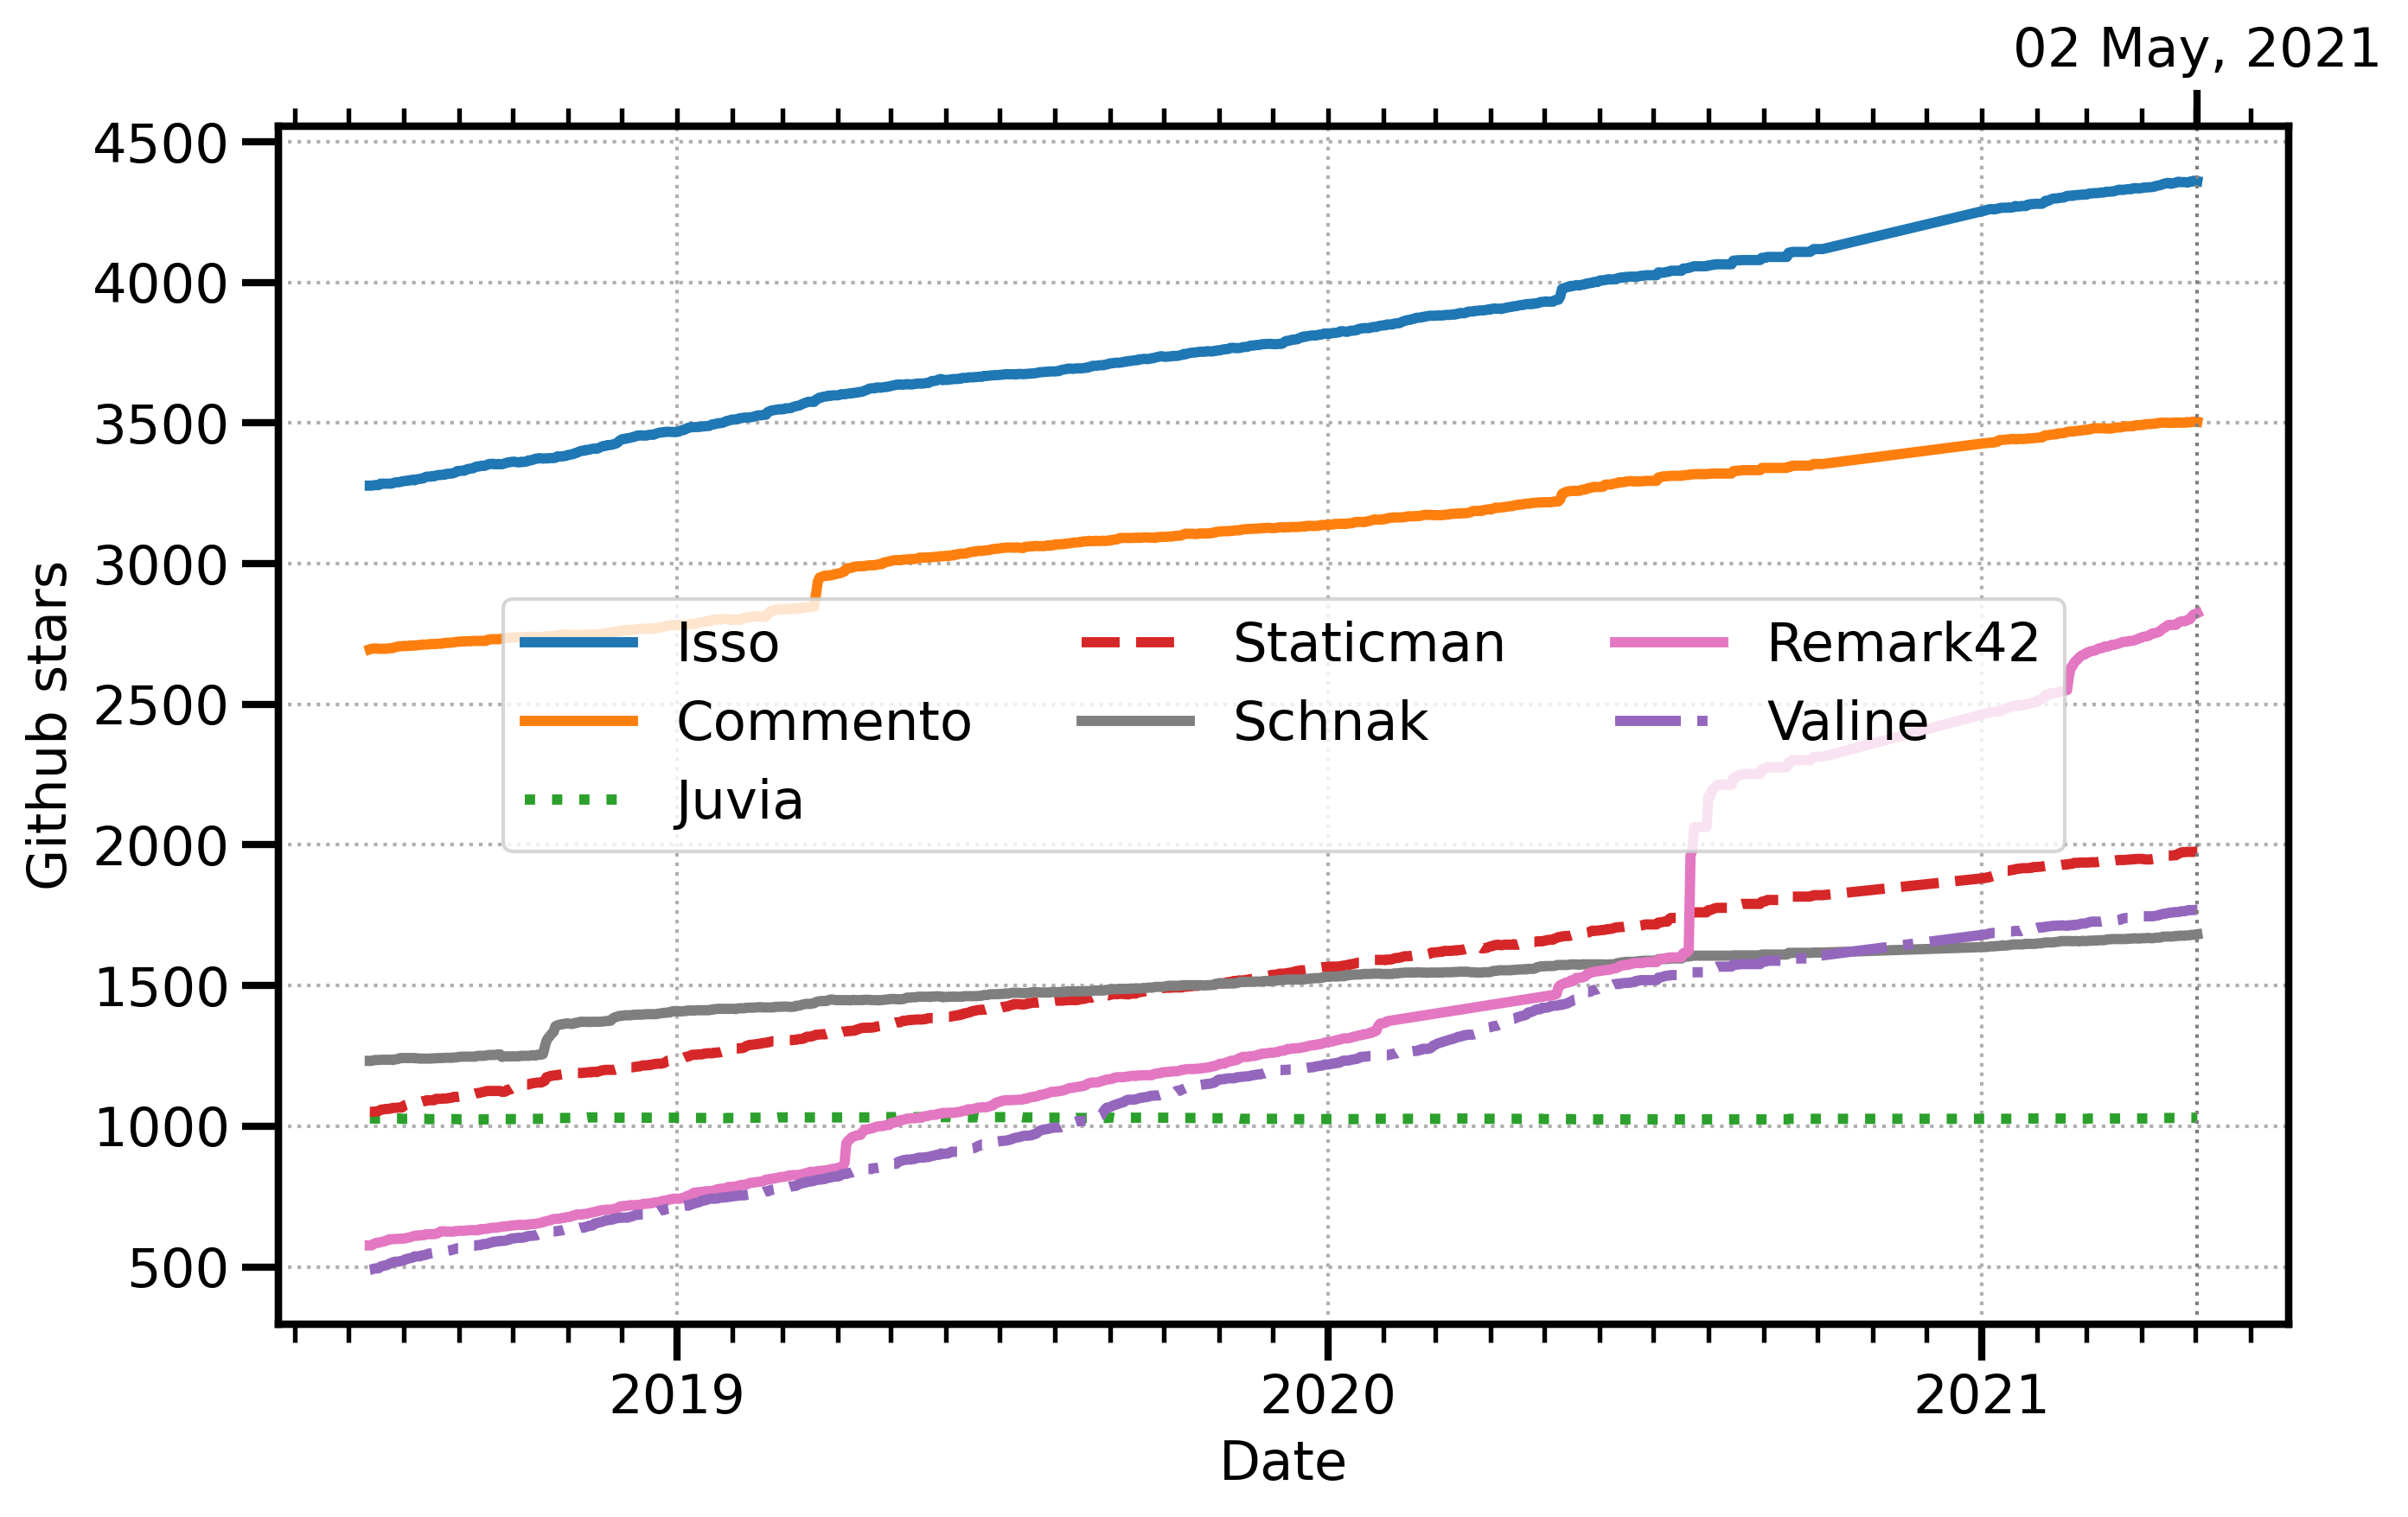 02 May, 2021
4500
4000
3500
3000
2500
2000
1500
1000
500
Github stars
Isso
Commento
Juvia
Staticman
Schnak
Remark42
Valine
2019
2020
2021
Date